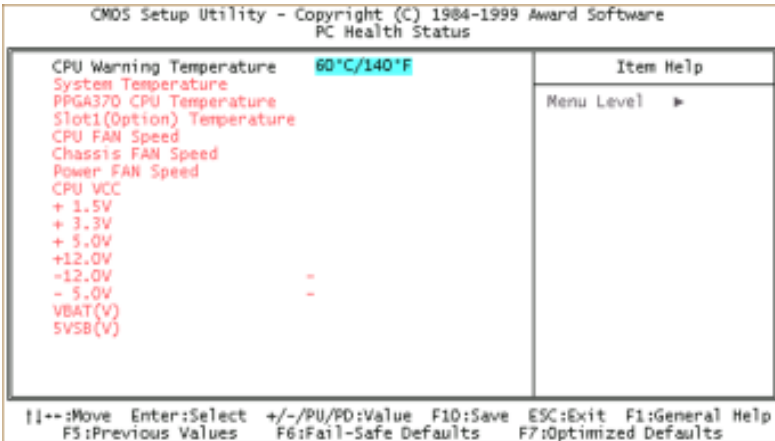 CMOS Setup Utility - Copyright (C) 1984-1999 Award Software
PC Health Status
CPU Warning Temperature 60°C/140°F
System Temperature
PPGA370 CPU Temperature
Slot1(Option) Temperature
CPU FAN Speed
Chassis FAN Speed
Power FAN Speed
CPU VCC
+ 1.5V
+ 3.3V
+ 5.0V
+12.0V
-12.0V -
- 5.0V -
VBAT(V)
5VSB(V)
Item Help
Menu Level ►
↑↓←→:Move Enter:Select +/-/PU/PD:Value F10:Save ESC:Exit F1:General Help
F5:Previous Values F6:Fail-Safe Defaults F7:Optimized Defaults